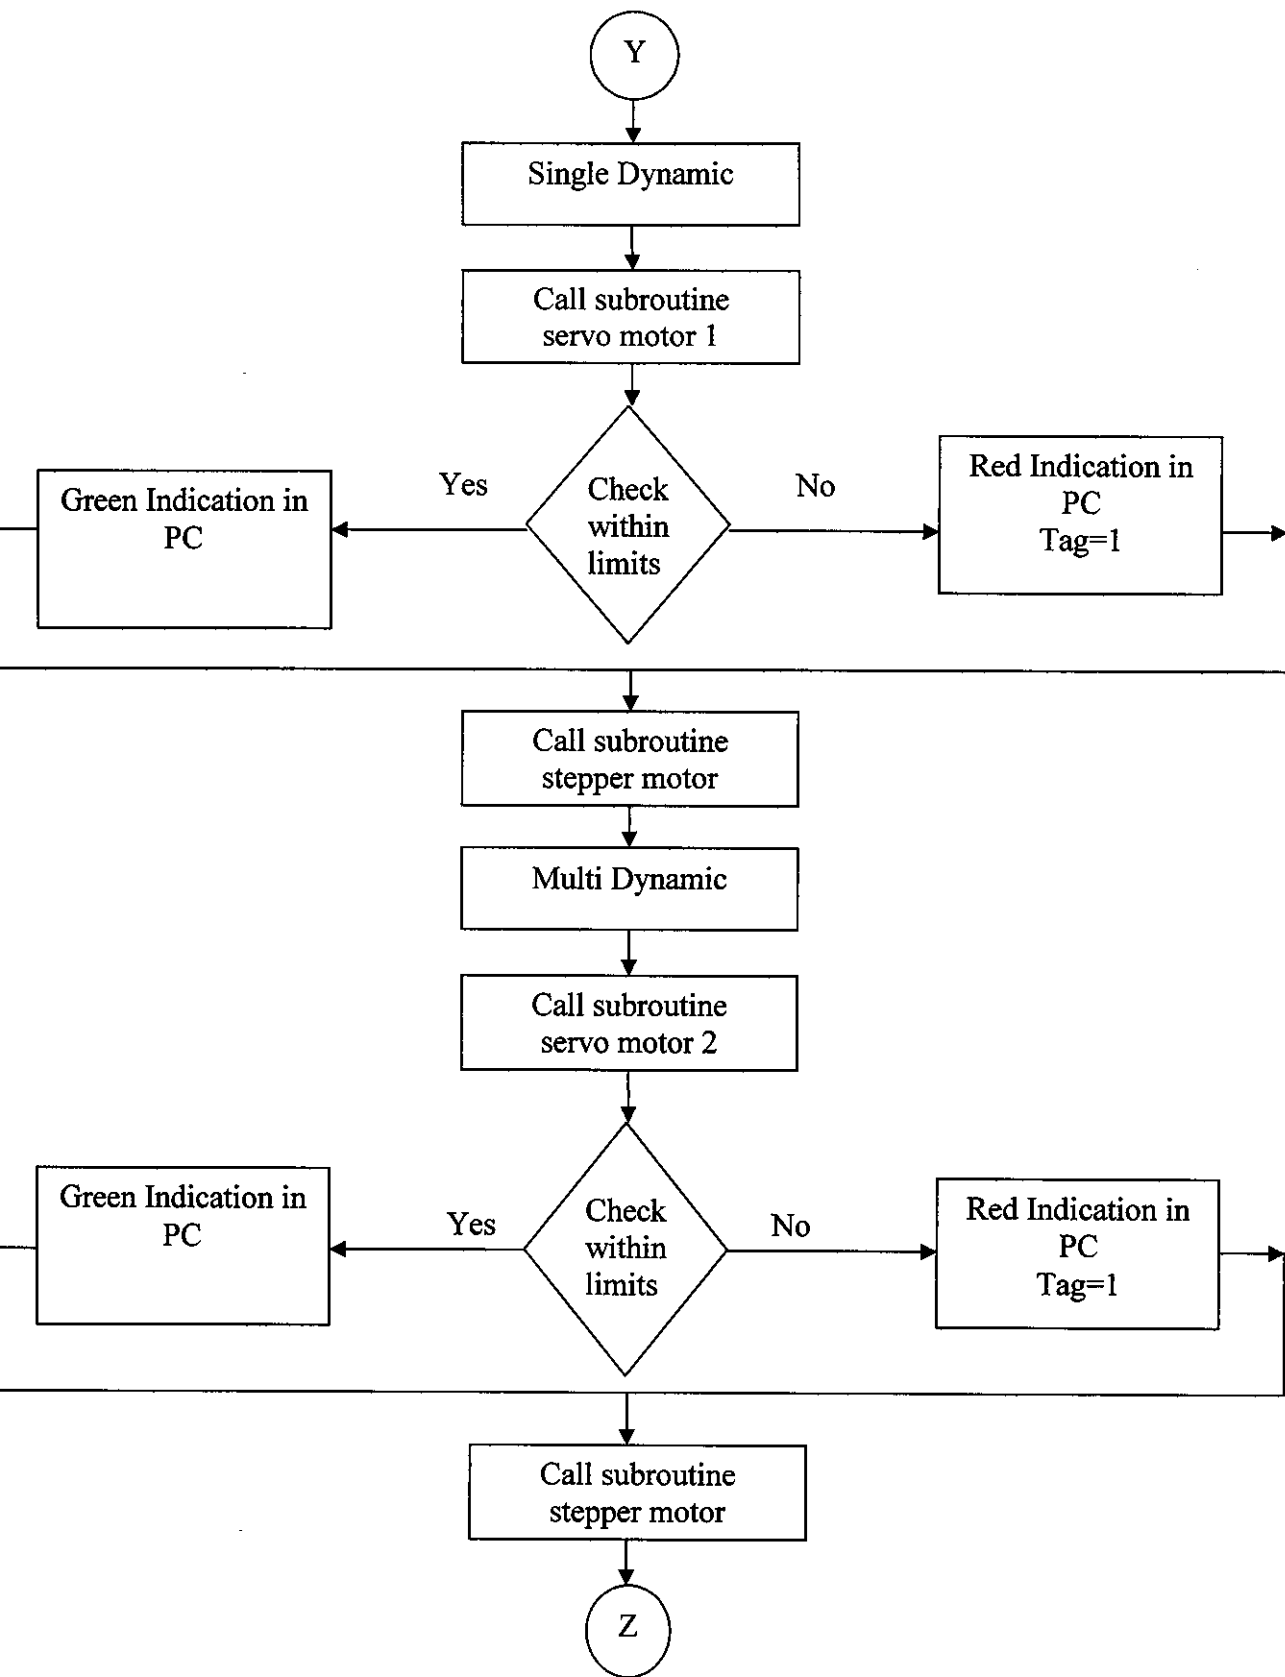 Y
Single Dynamic
Call subroutine
servo motor 1
Green Indication in
PC
Yes
Check
within
limits
No
Red Indication in
PC
Tag=1
Call subroutine
stepper motor
Multi Dynamic
Call subroutine
servo motor 2
Green Indication in
PC
Yes
Check
within
limits
No
Red Indication in
PC
Tag=1
Call subroutine
stepper motor
Z